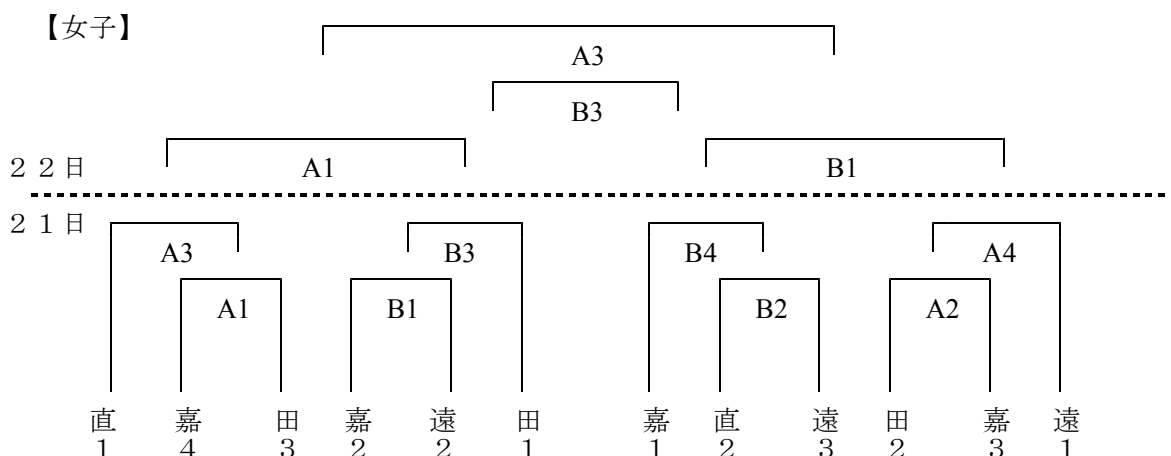 【女子】
A3
B3
２２日 A1 B1
２１日
A3 B3 B4 A4
A1 B1 B2 A2
直 嘉 田 嘉 遠 田 嘉 直 遠 田 嘉 遠
１ ４ ３ ２ ２ １ １ ２ ３ ２ ３ １